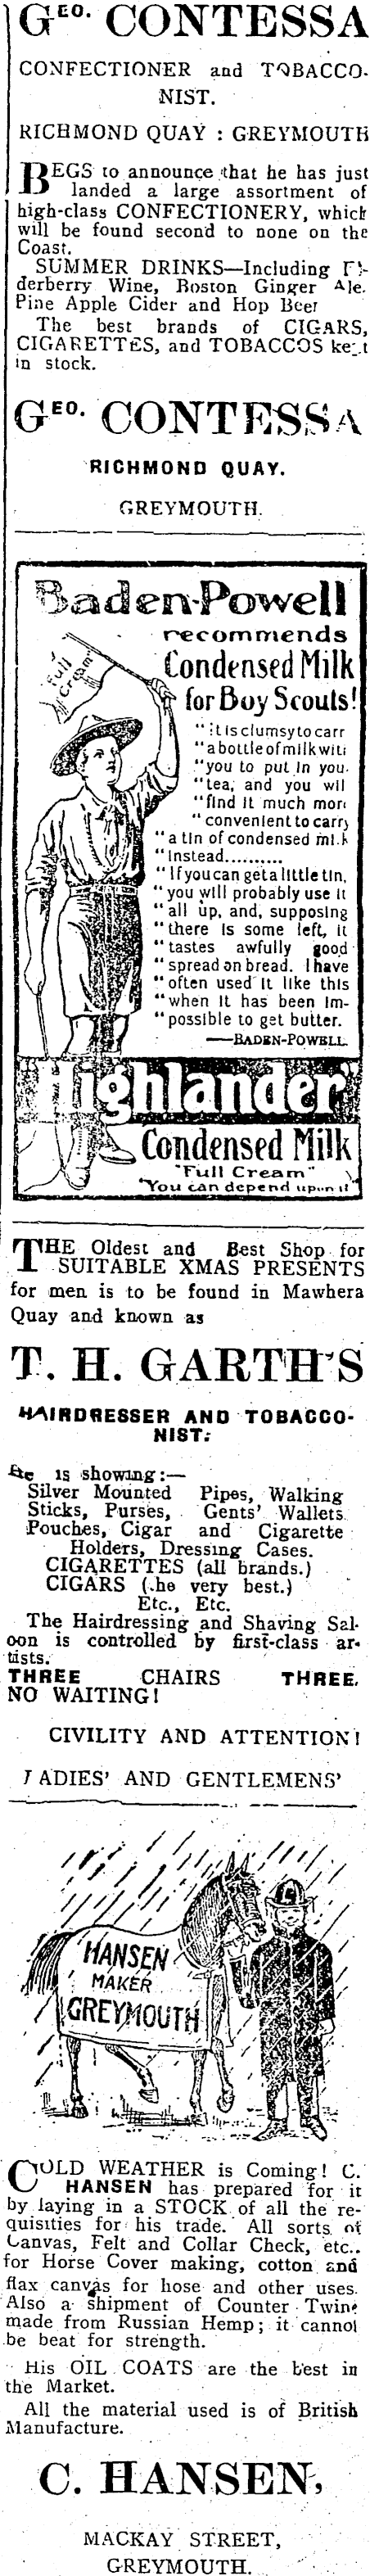 GEO. CONTESSA
CONFECTIONER and TOBACCO-
NIST.
RICHMOND QUAY : GREYMOUTH
BEGS to announce that he has just
landed a large assortment of
high-class CONFECTIONERY, which
will be found second to none on the
Coast.
SUMMER DRINKS—Including El-
derberry Wine, Boston Ginger Ale.
Pine Apple Cider and Hop Beer
The best brands of CIGARS,
CIGARETTES, and TOBACCOS kept
in stock.
GEO. CONTESSA
RICHMOND QUAY.
GREYMOUTH.
Baden-Powell
recommends
Condensed Milk
for Boy Scouts!
Full
Cream
"It is clumsy to carr
"a bottle of milk wit
"you to put in you
"tea, and you wil
"find it much mor
"convenient to carry
"a tin of condensed milk
"Instead..........
"If you can get a little tin,
"you will probably use it
"all up, and, supposing
"there is some left, it
"tastes awfully good
"spread on bread. I have
"often used it like this
"when it has been im-
"possible to get butter.
—BADEN-POWELL.
Highlander
Condensed Milk
"Full Cream"
"You can depend upon it"
THE Oldest and Best Shop for
SUITABLE XMAS PRESENTS
for men is to be found in Mawhera
Quay and known as
T. H. GARTH'S
HAIRDRESSER AND TOBACCO-
NIST:
He is showing:—
Silver Mounted Pipes, Walking
Sticks, Purses, Gents' Wallets
Pouches, Cigar and Cigarette
Holders, Dressing Cases.
CIGARETTES (all brands.)
CIGARS (the very best.)
Etc., Etc.
The Hairdressing and Shaving Sal-
oon is controlled by first-class ar-
tists.
THREE CHAIRS THREE.
NO WAITING!
CIVILITY AND ATTENTION!
LADIES' AND GENTLEMENS'
HANSEN
MAKER
GREYMOUTH
COLD WEATHER is Coming! C.
HANSEN has prepared for it
by laying in a STOCK of all the re-
quisities for his trade. All sorts of
Canvas, Felt and Collar Check, etc..
for Horse Cover making, cotton and
flax canvas for hose and other uses.
Also a shipment of Counter Twine
made from Russian Hemp; it cannot
be beat for strength.
His OIL COATS are the best in
the Market.
All the material used is of British
Manufacture.
C. HANSEN,
MACKAY STREET,
GREYMOUTH.